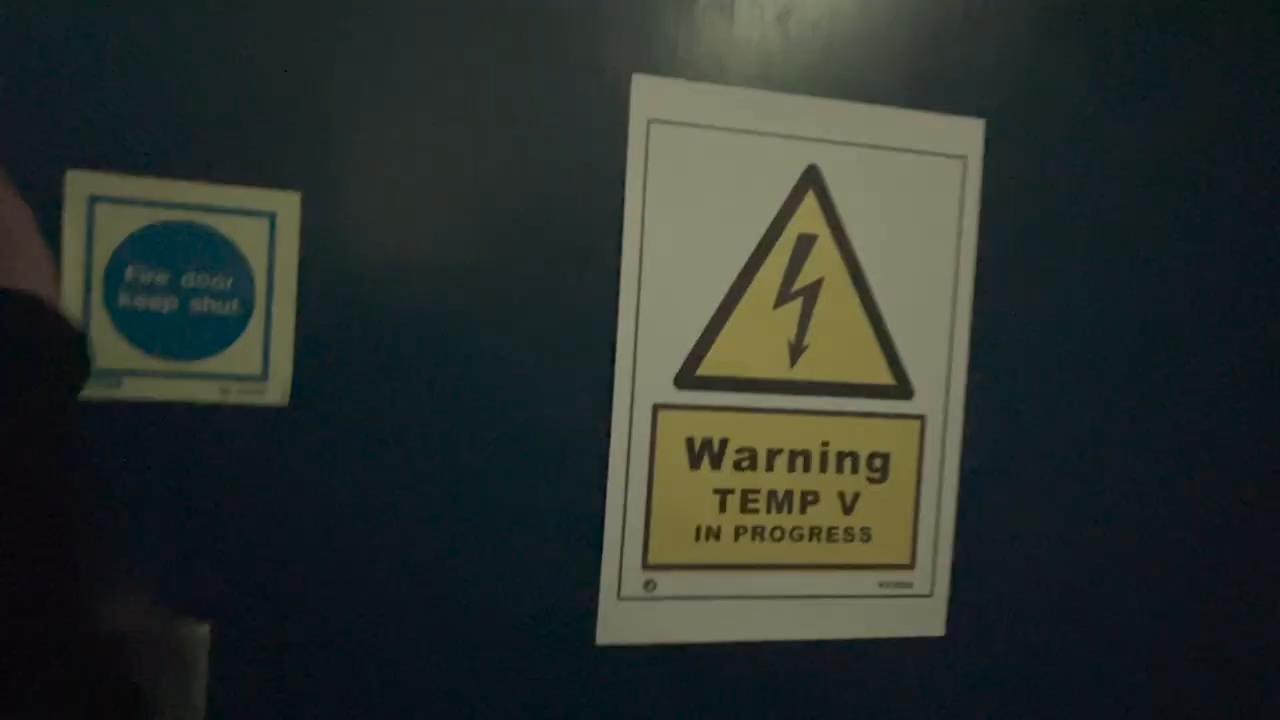 Fire door
keep shut
Warning
TEMP V
IN PROGRESS